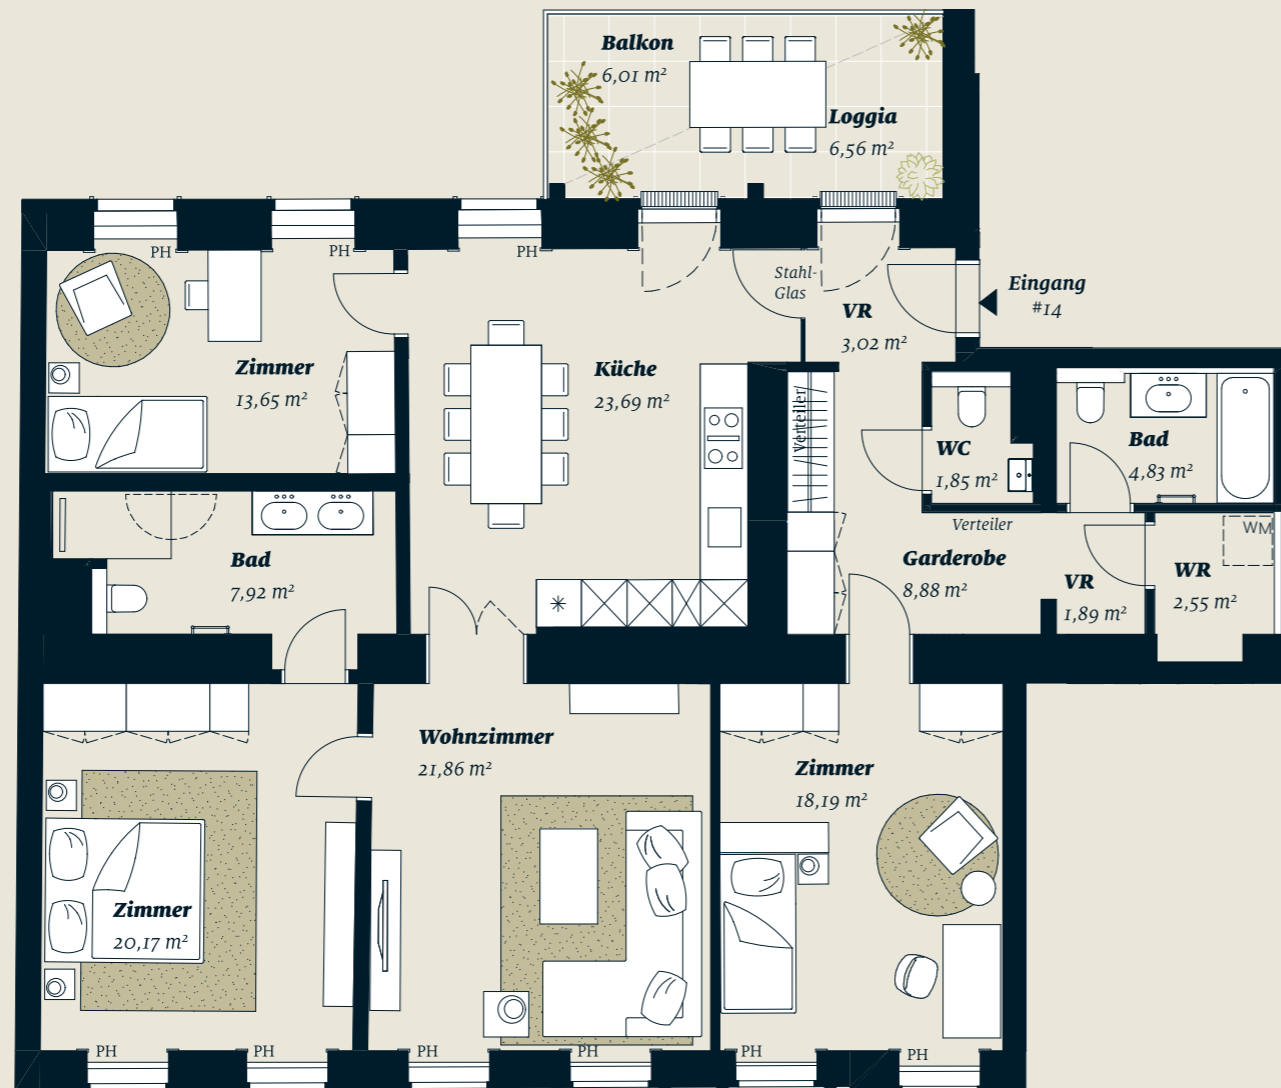 Balkon
6,01 m²
Loggia
6,56 m²
PH
PH
PH
Stahl-
Glas
VR
3,02 m²
Eingang
#14
Zimmer
13,65 m²
Küche
23,69 m²
Verteiler
WC
1,85 m²
Bad
4,83 m²
Verteiler
WM
Bad
7,92 m²
Garderobe
8,88 m²
VR
1,89 m²
WR
2,55 m²
Wohnzimmer
21,86 m²
Zimmer
18,19 m²
Zimmer
20,17 m²
PH
PH
PH
PH
PH
PH